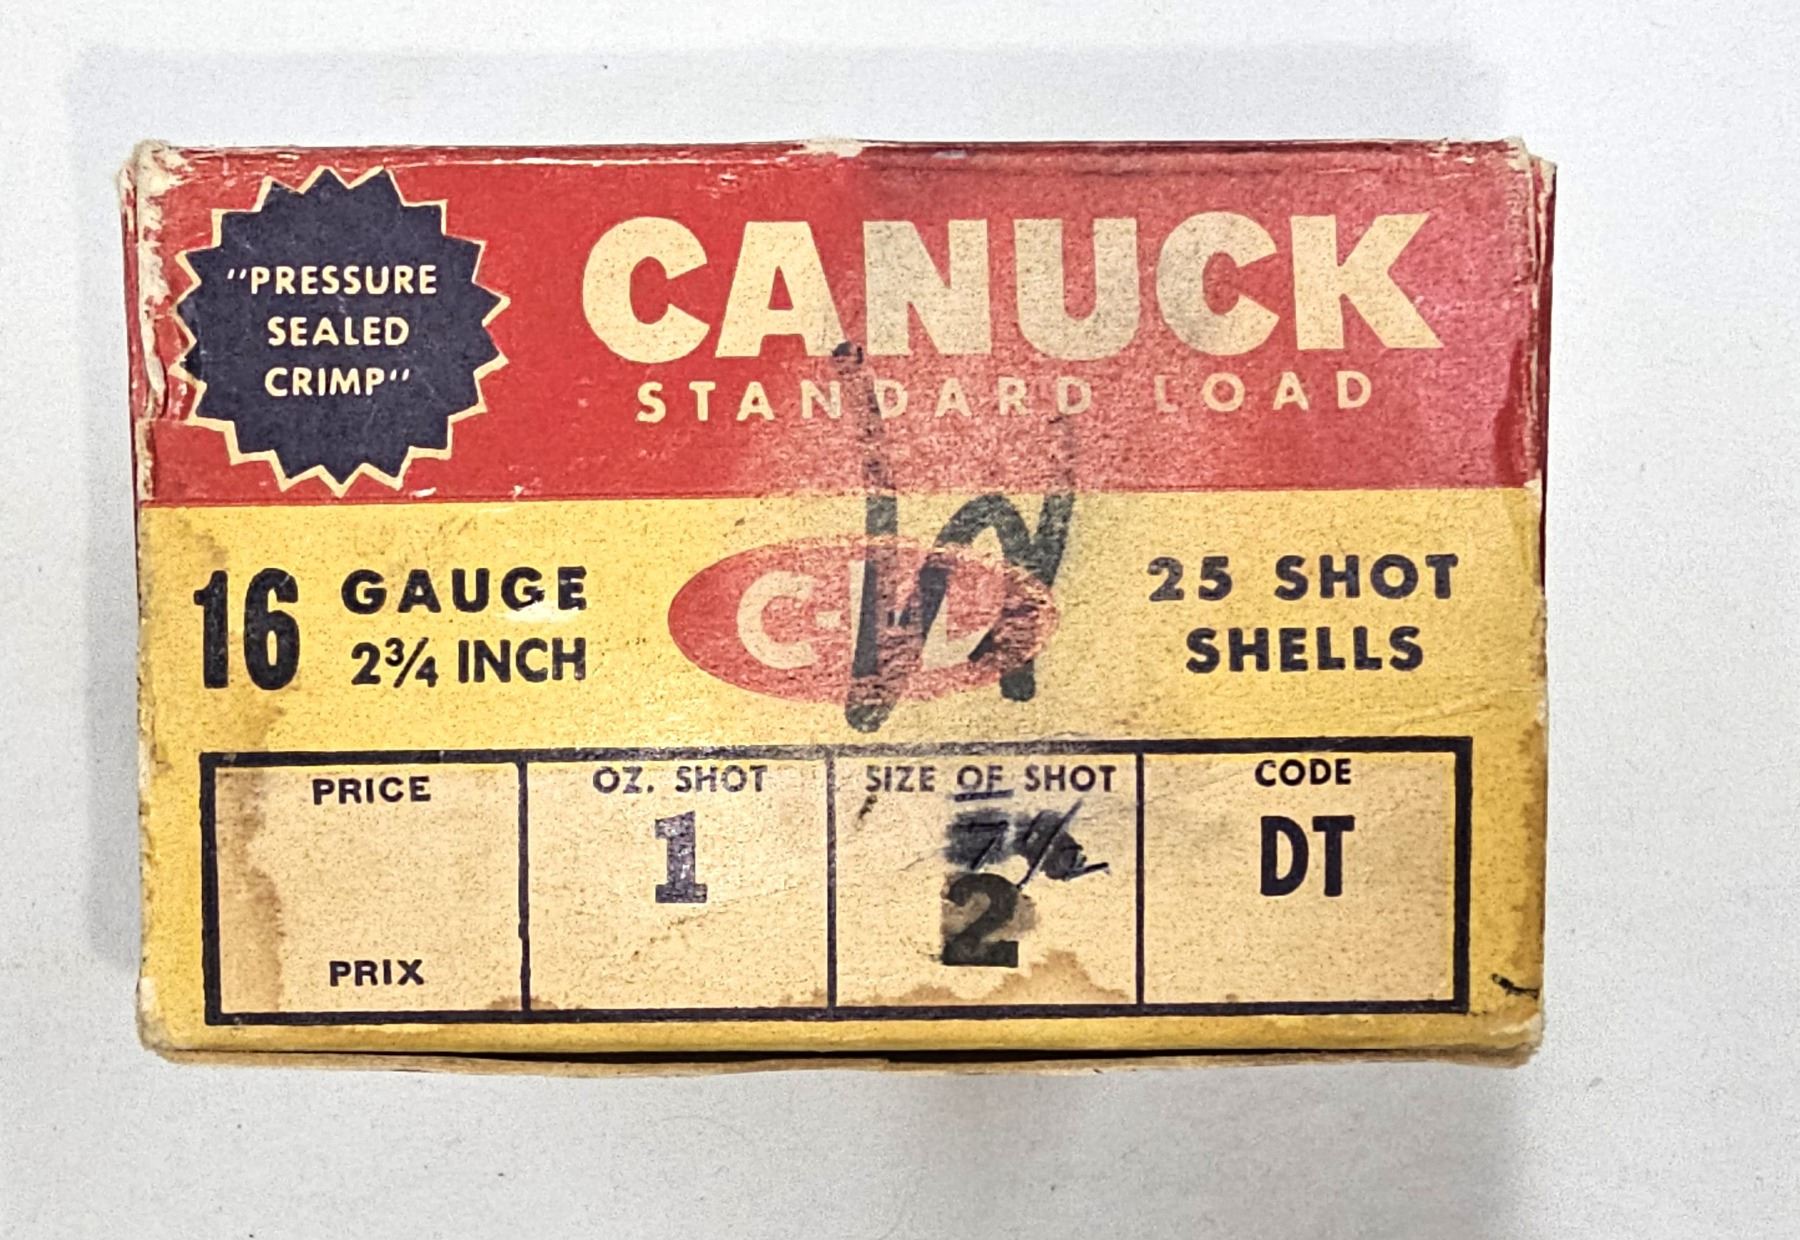 "PRESSURE
SEALED
CRIMP"
CANUCK
STANDARD LOAD
16 GAUGE
2¾ INCH
C-I-L
25 SHOT
SHELLS
PRICE
PRIX
OZ. SHOT
1
SIZE OF SHOT
7½
2
CODE
DT